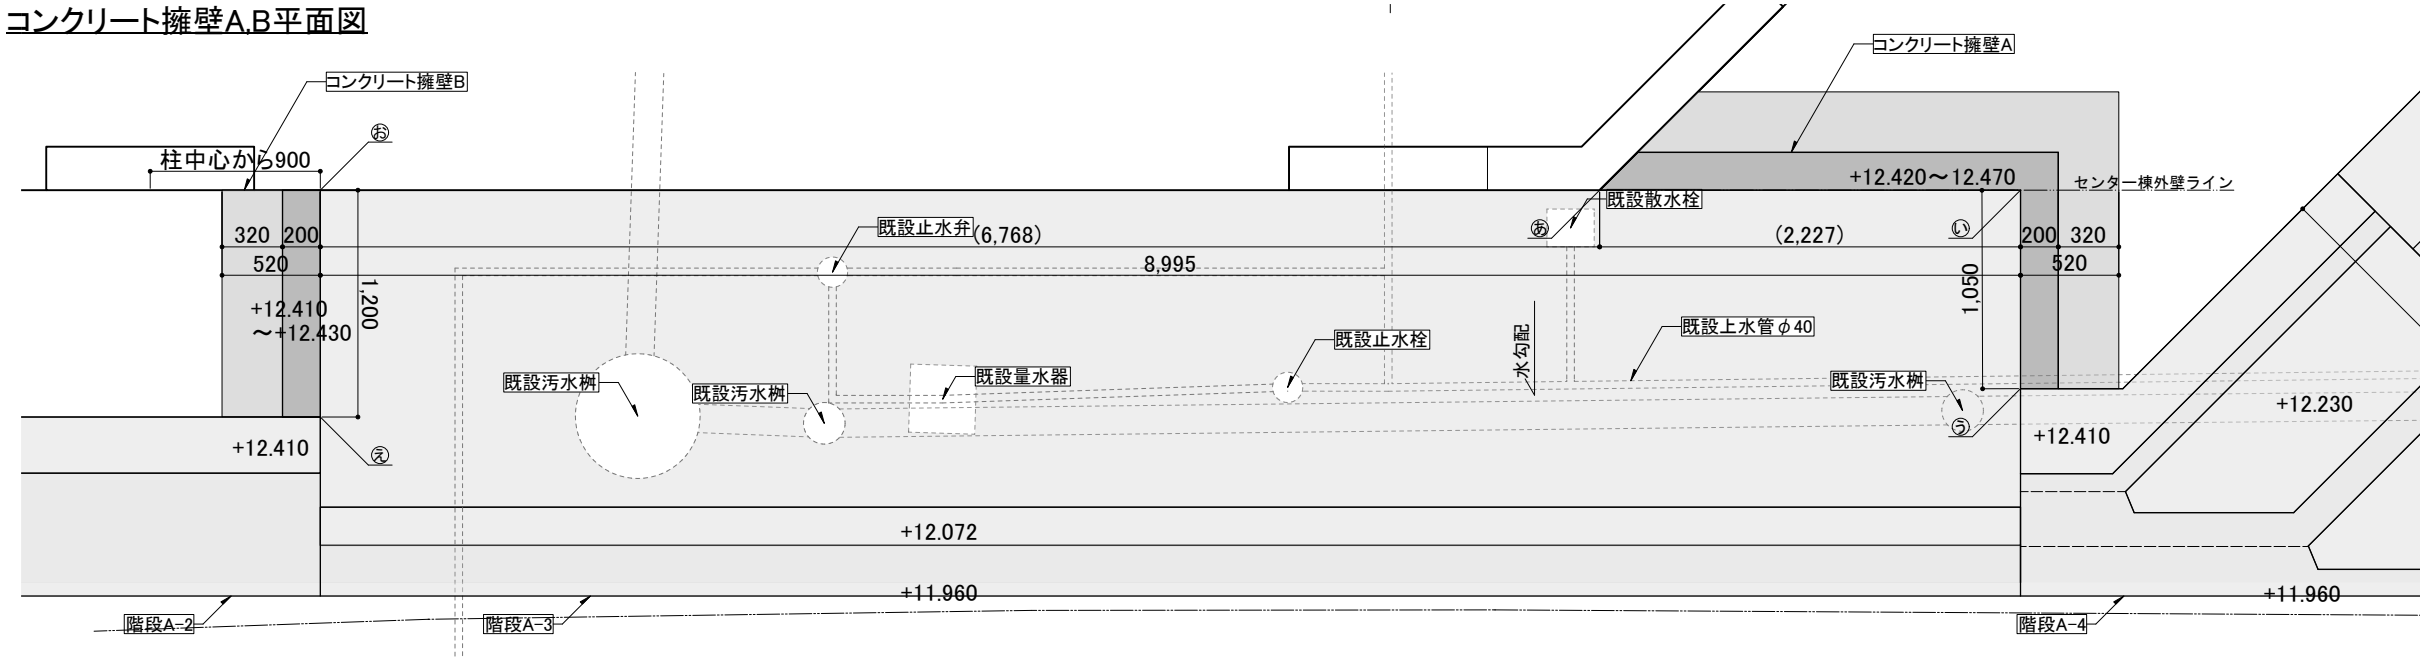 コンクリート擁壁A,B平面図
コンクリート擁壁A
コンクリート擁壁B
㋔
柱中心から900
+12.420～12.470
センター棟外壁ライン
既設散水栓
既設止水弁
㋐
㋑
320
200
(6,768)
(2,227)
200
320
520
8,995
520
1,200
1,050
+12.410
～+12.430
水勾配
既設上水管φ40
既設止水栓
既設汚水桝
既設汚水桝
既設量水器
既設汚水桝
+12.230
㋒
+12.410
+12.410
㋓
+12.072
+11.960
+11.960
階段A-2
階段A-3
階段A-4